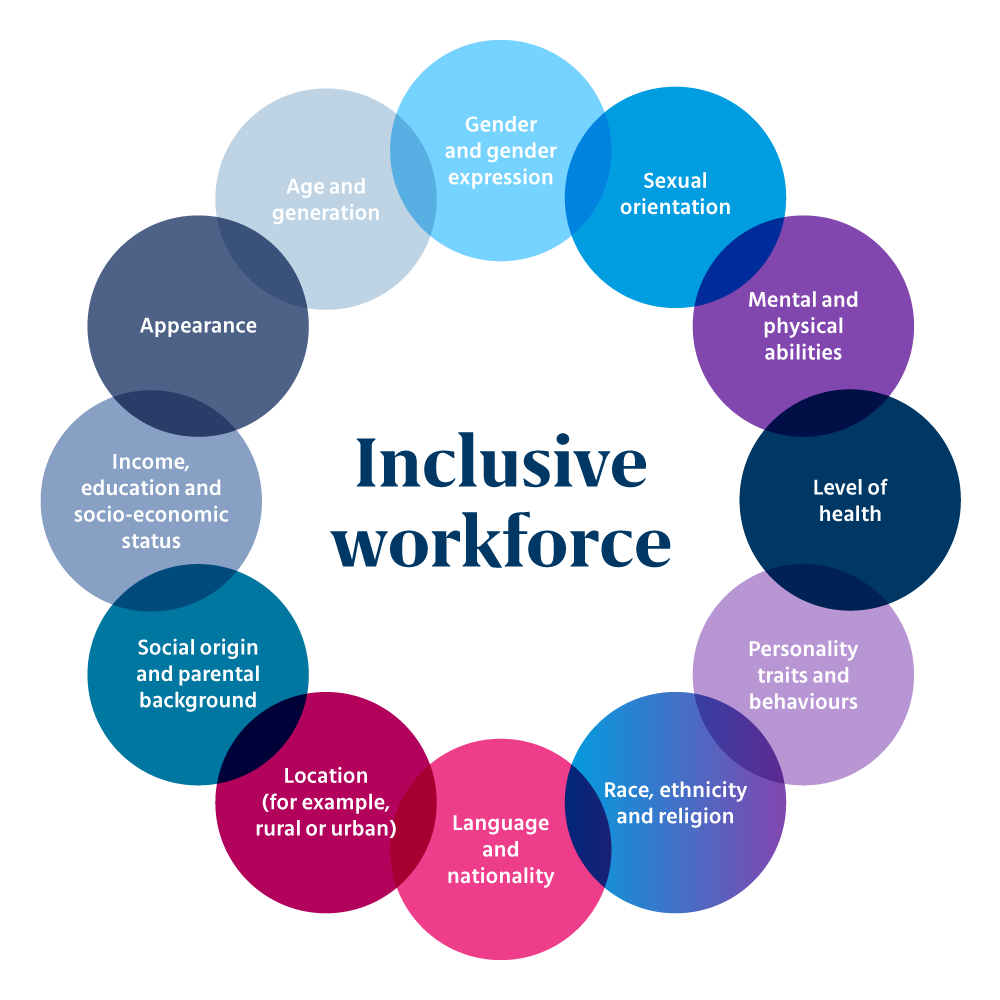 Gender
and gender
expression
Sexual
orientation
Mental and
physical
abilities
Level of
health
Personality
traits and
behaviours
Race, ethnicity
and religion
Language
and
nationality
Location
(for example,
rural or urban)
Social origin
and parental
background
Income,
education and
socio-economic
status
Appearance
Age and
generation
Inclusive
workforce